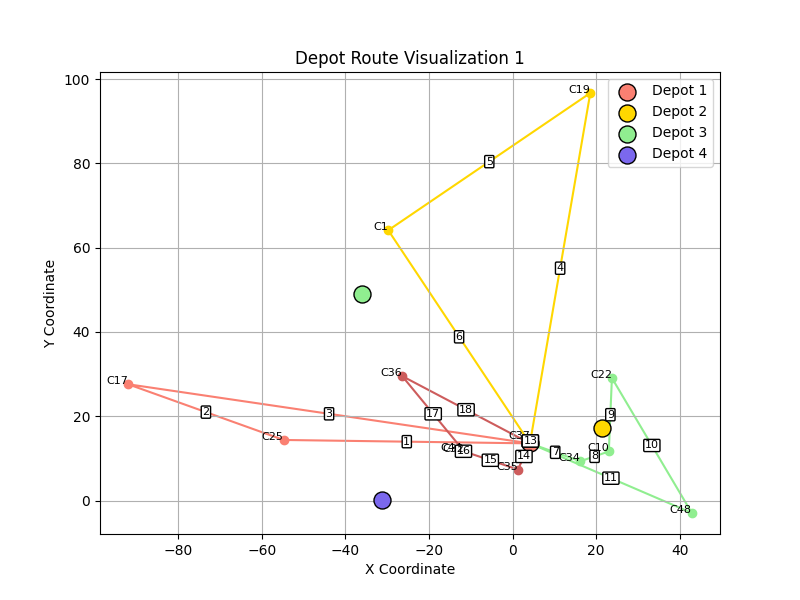 Depot Route Visualization 1
100
80
60
40
20
0
Y Coordinate
−80
−60
−40
−20
0
20
40
X Coordinate
Depot 1
Depot 2
Depot 3
Depot 4
C19
5
C1
4
6
C36
C22
C17
18
2
3
17
9
C25
1
C37
13
10
C10
16
14
7
8
15
C34
C35
11
C48